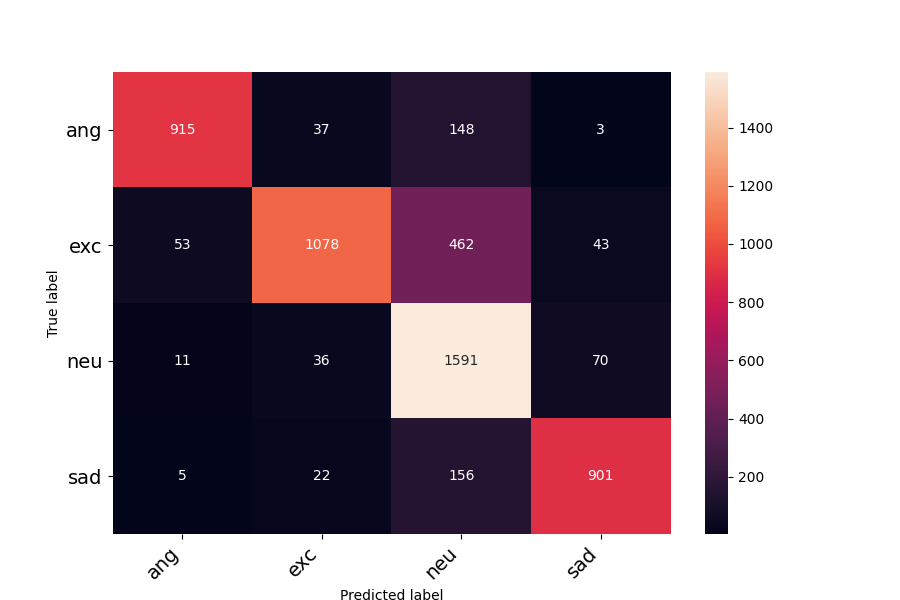 ang 915 37 148 3
exc 53 1078 462 43
neu 11 36 1591 70
sad 5 22 156 901
True label
ang exc neu sad
Predicted label
1400
1200
1000
800
600
400
200